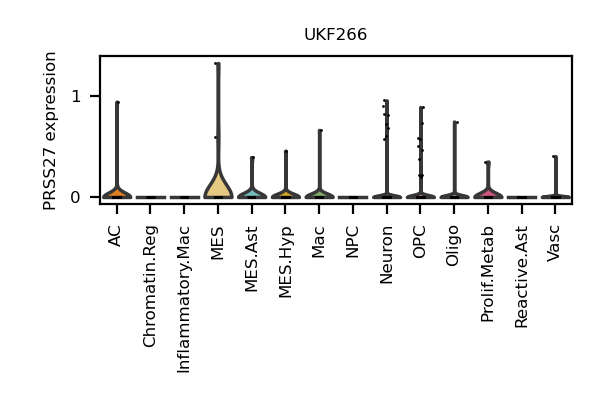 UKF266
PRSS27 expression
1
0
AC
Chromatin.Reg
Inflammatory.Mac
MES
MES.Ast
MES.Hyp
Mac
NPC
Neuron
OPC
Oligo
Prolif.Metab
Reactive.Ast
Vasc